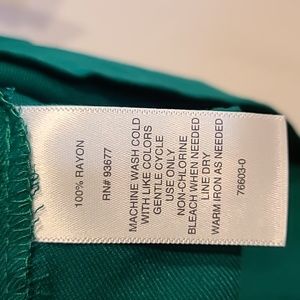 100% RAYON
RN# 93677
MACHINE WASH COLD
WITH LIKE COLORS
GENTLE CYCLE
USE ONLY
NON-CHLORINE
BLEACH WHEN NEEDED
LINE DRY
WARM IRON AS NEEDED
76603-0